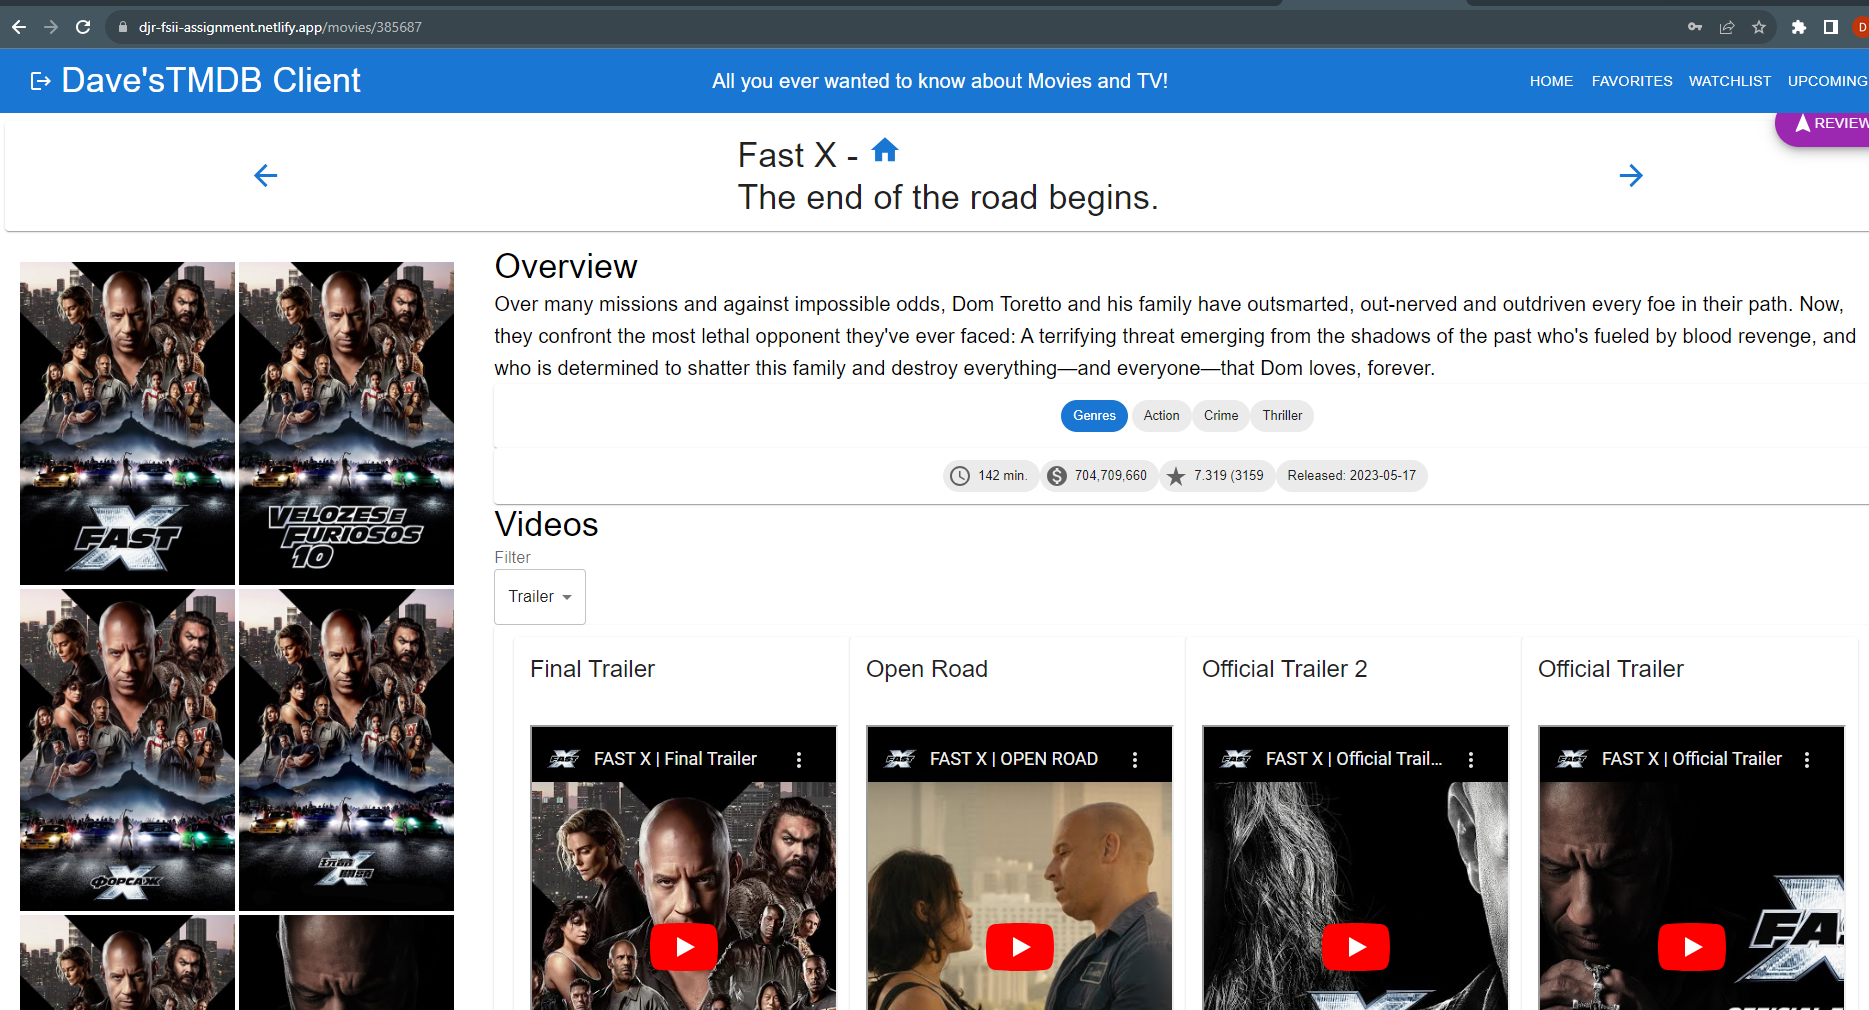 djr-fsii-assignment.netlify.app/movies/385687
D
Dave'sTMDB Client
All you ever wanted to know about Movies and TV!
HOME FAVORITES WATCHLIST UPCOMING
REVIEW
Fast X -
The end of the road begins.
Overview
Over many missions and against impossible odds, Dom Toretto and his family have outsmarted, out-nerved and outdriven every foe in their path. Now,
they confront the most lethal opponent they've ever faced: A terrifying threat emerging from the shadows of the past who's fueled by blood revenge, and
who is determined to shatter this family and destroy everything—and everyone—that Dom loves, forever.
Genres Action Crime Thriller
142 min. 704,709,660 7.319 (3159 Released: 2023-05-17
FAST X
VELOZES E
FURIOSOS
10
ФОРСАЖ X
Videos
Filter
Trailer
Final Trailer
Open Road
Official Trailer 2
Official Trailer
FAST X | Final Trailer
FAST X | OPEN ROAD
FAST X | Official Trail...
FAST X | Official Trailer